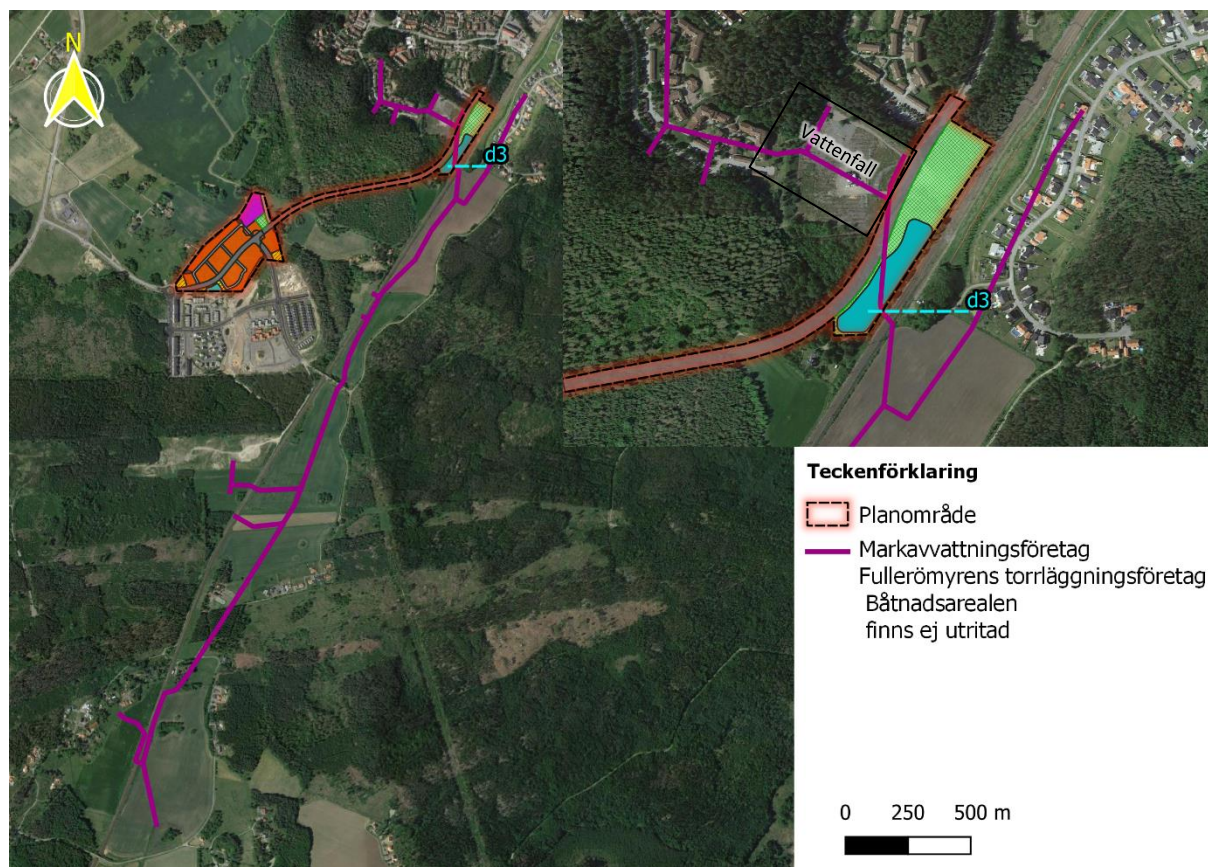 N
d3
Vattenfall
d3
Teckenförklaring
Planområde
Markavvattningsföretag
Fullerömyrens torrläggningsföretag
Båtnadsarealen
finns ej utritad
0 250 500 m